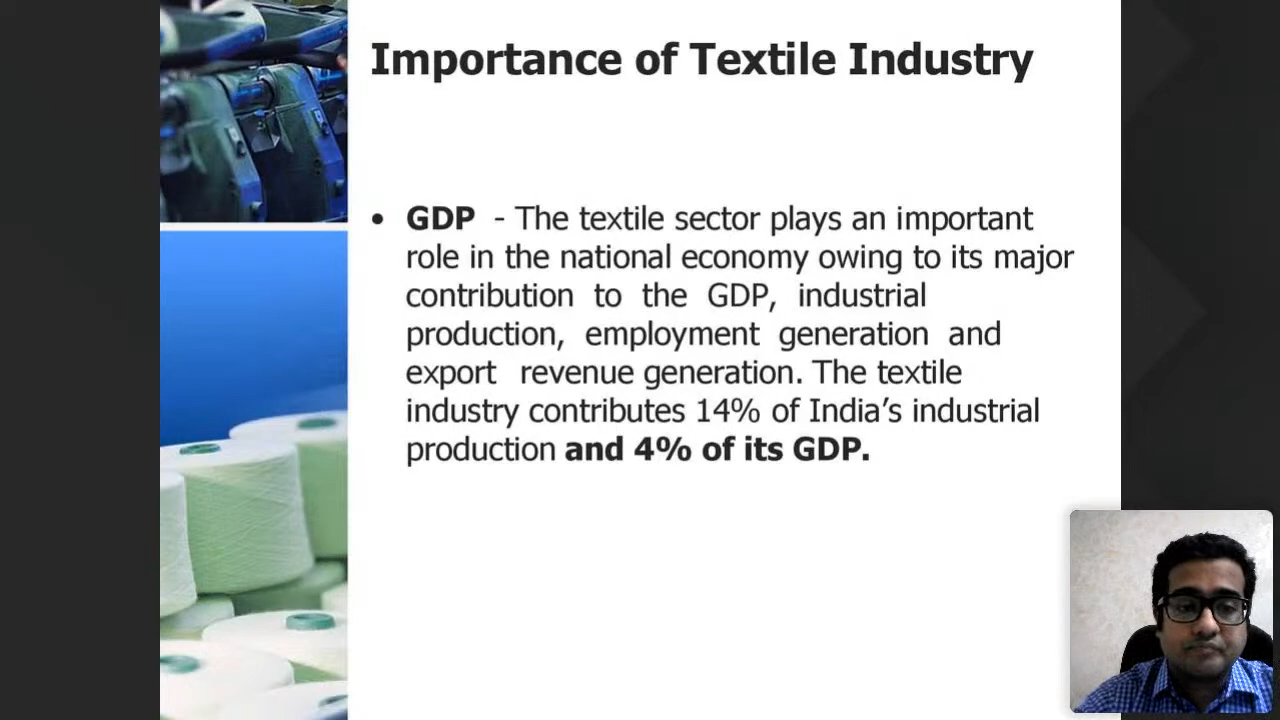 Importance of Textile Industry
• GDP - The textile sector plays an important
role in the national economy owing to its major
contribution to the GDP, industrial
production, employment generation and
export revenue generation. The textile
industry contributes 14% of India’s industrial
production and 4% of its GDP.